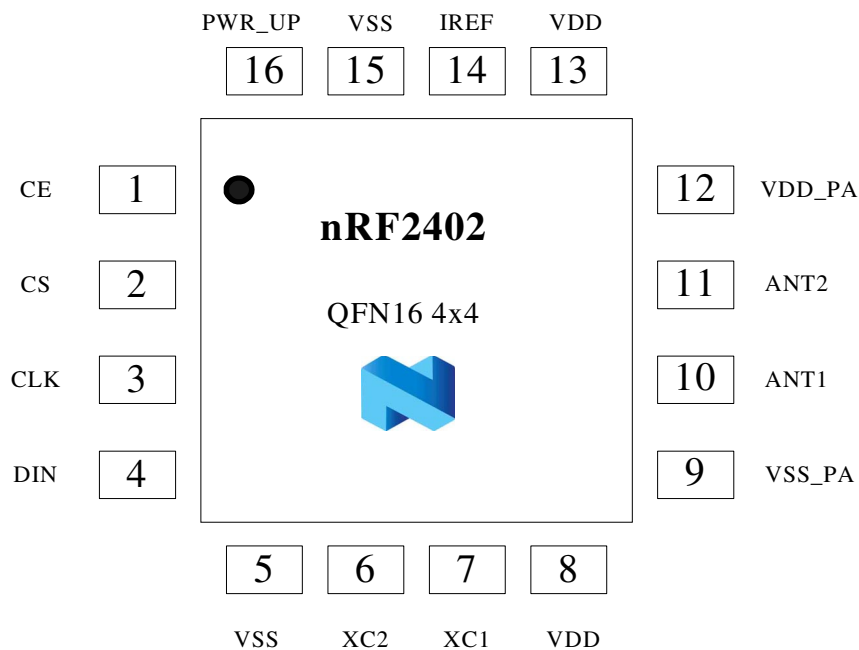 PWR_UP VSS IREF VDD
16 15 14 13
CE 1 12 VDD_PA
nRF2402
CS 2 11 ANT2
QFN16 4x4
CLK 3 10 ANT1
DIN 4 9 VSS_PA
5 6 7 8
VSS XC2 XC1 VDD